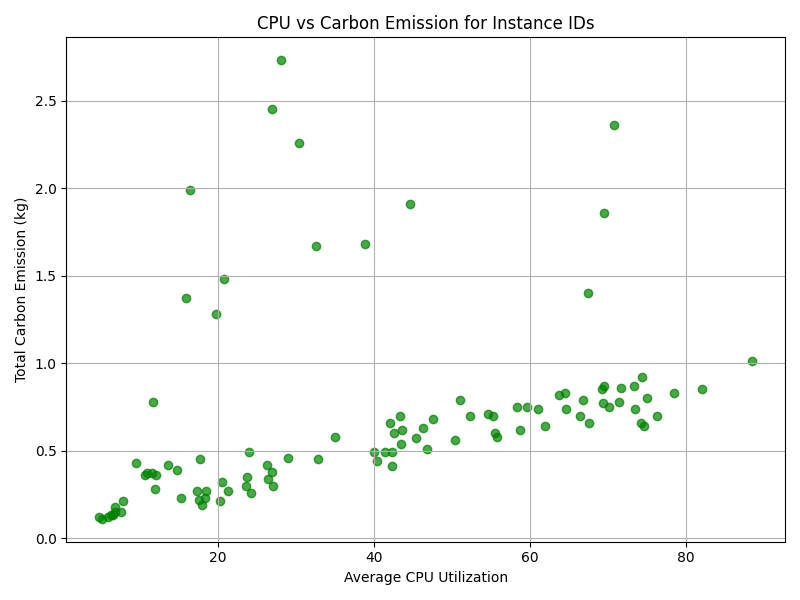 CPU vs Carbon Emission for Instance IDs
Total Carbon Emission (kg)
2.5
2.0
1.5
1.0
0.5
0.0
20 40 60 80
Average CPU Utilization